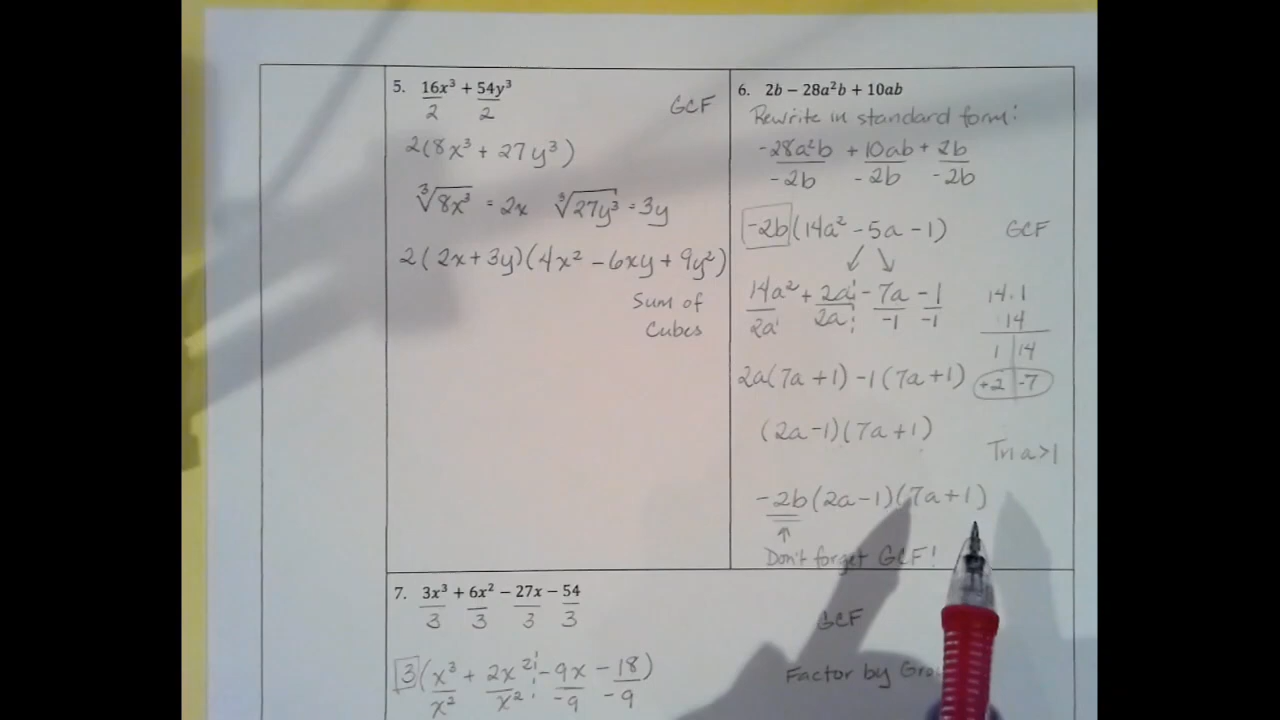 5. 16x³ + 54y³
2 2
GCF
2(8x³ + 27y³)
∛8x³ = 2x ∛27y³ = 3y
2(2x + 3y)(4x² − 6xy + 9y²)
Sum of
Cubes
6. 2b − 28a²b + 10ab
Rewrite in standard form:
-28a²b + 10ab + 2b
-2b -2b -2b
-2b(14a² − 5a − 1)
GCF
14a² + 2a - 7a - 1
2a 2a -1 -1
14·1
14
1 14
+2 -7
2a(7a + 1) − 1(7a + 1)
(2a − 1)(7a + 1)
Tri a>1
-2b(2a − 1)(7a + 1)
Don't forget GCF!
7. 3x³ + 6x² − 27x − 54
3 3 3 3
GCF
3(x³ + 2x² - 9x - 18)
x² x² -9 -9
Factor by